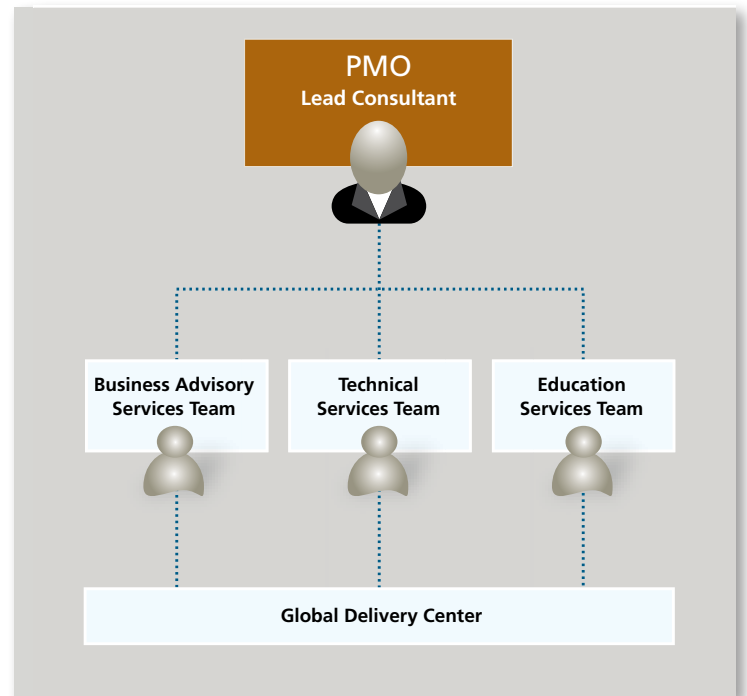 PMO
Lead Consultant
Business Advisory
Services Team
Technical
Services Team
Education
Services Team
Global Delivery Center